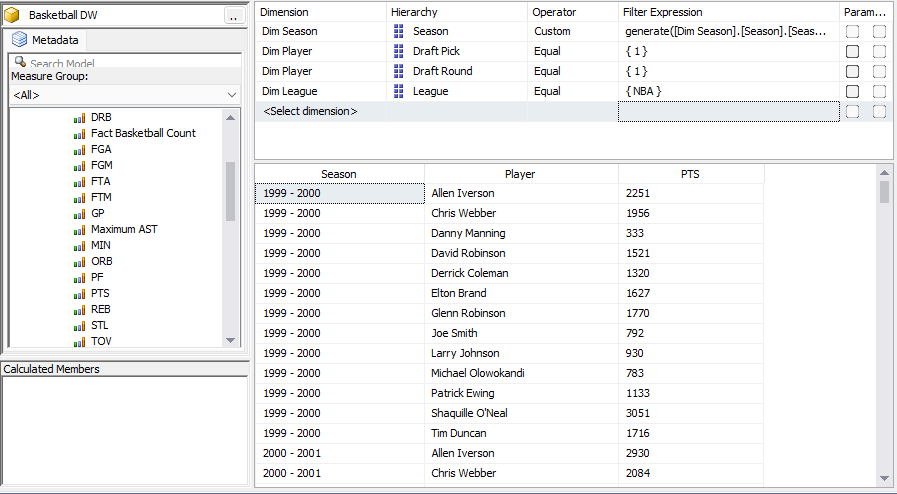 Basketball DW ..
Metadata
Search Model
Measure Group:
<All>
DRB
Fact Basketball Count
FGA
FGM
FTA
FTM
GP
Maximum AST
MIN
ORB
PF
PTS
REB
STL
TOV
Calculated Members
Dimension Hierarchy Operator Filter Expression Param...
Dim Season Season Custom generate([Dim Season].[Season].[Seas...
Dim Player Draft Pick Equal { 1 }
Dim Player Draft Round Equal { 1 }
Dim League League Equal { NBA }
<Select dimension>
Season Player PTS
1999 - 2000 Allen Iverson 2251
1999 - 2000 Chris Webber 1956
1999 - 2000 Danny Manning 333
1999 - 2000 David Robinson 1521
1999 - 2000 Derrick Coleman 1320
1999 - 2000 Elton Brand 1627
1999 - 2000 Glenn Robinson 1770
1999 - 2000 Joe Smith 792
1999 - 2000 Larry Johnson 930
1999 - 2000 Michael Olowokandi 783
1999 - 2000 Patrick Ewing 1133
1999 - 2000 Shaquille O'Neal 3051
1999 - 2000 Tim Duncan 1716
2000 - 2001 Allen Iverson 2930
2000 - 2001 Chris Webber 2084